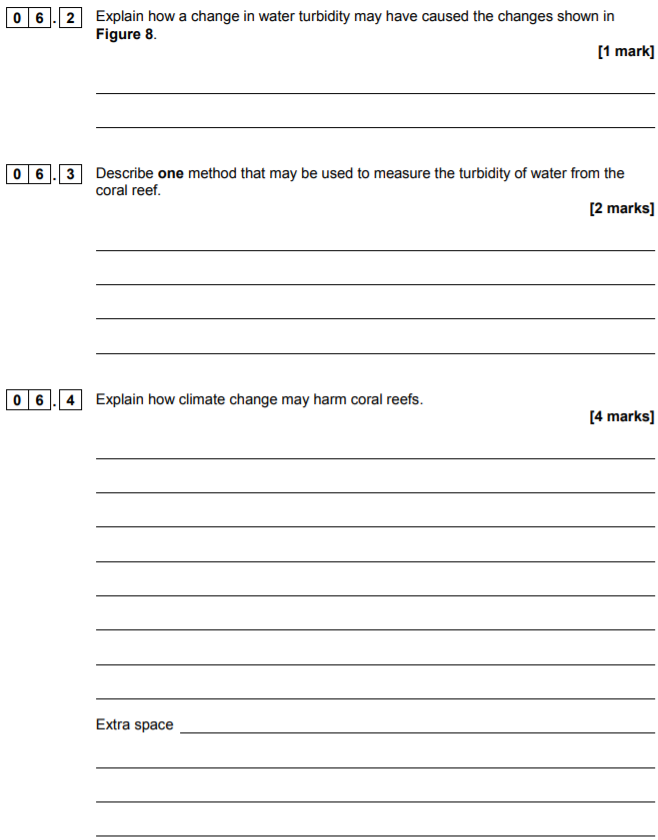 0 6 . 2 Explain how a change in water turbidity may have caused the changes shown in
Figure 8.
[1 mark]
0 6 . 3 Describe one method that may be used to measure the turbidity of water from the
coral reef.
[2 marks]
0 6 . 4 Explain how climate change may harm coral reefs.
[4 marks]
Extra space